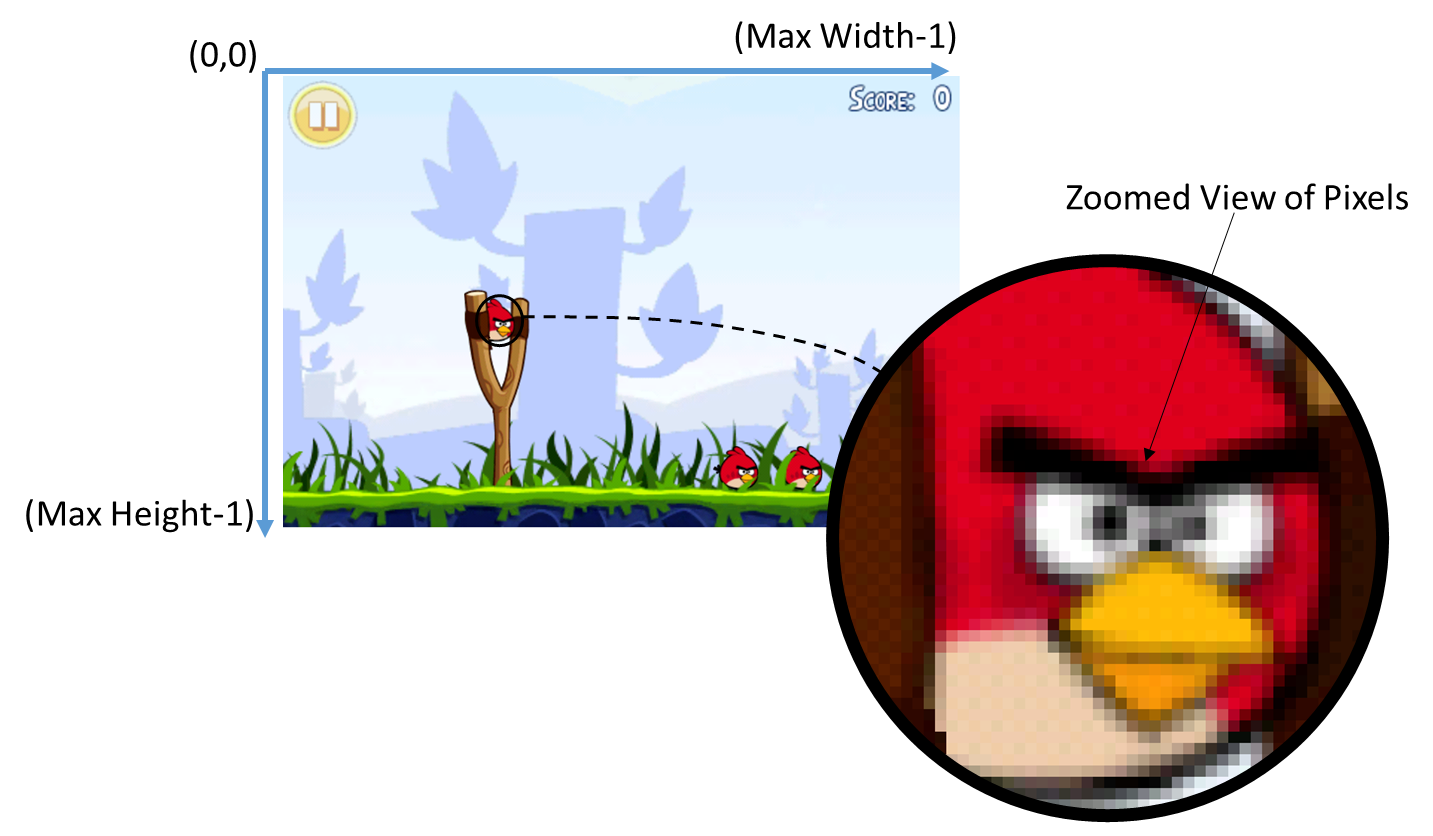 (Max Width-1)
(0,0)
SCORE: 0
Zoomed View of Pixels
(Max Height-1)